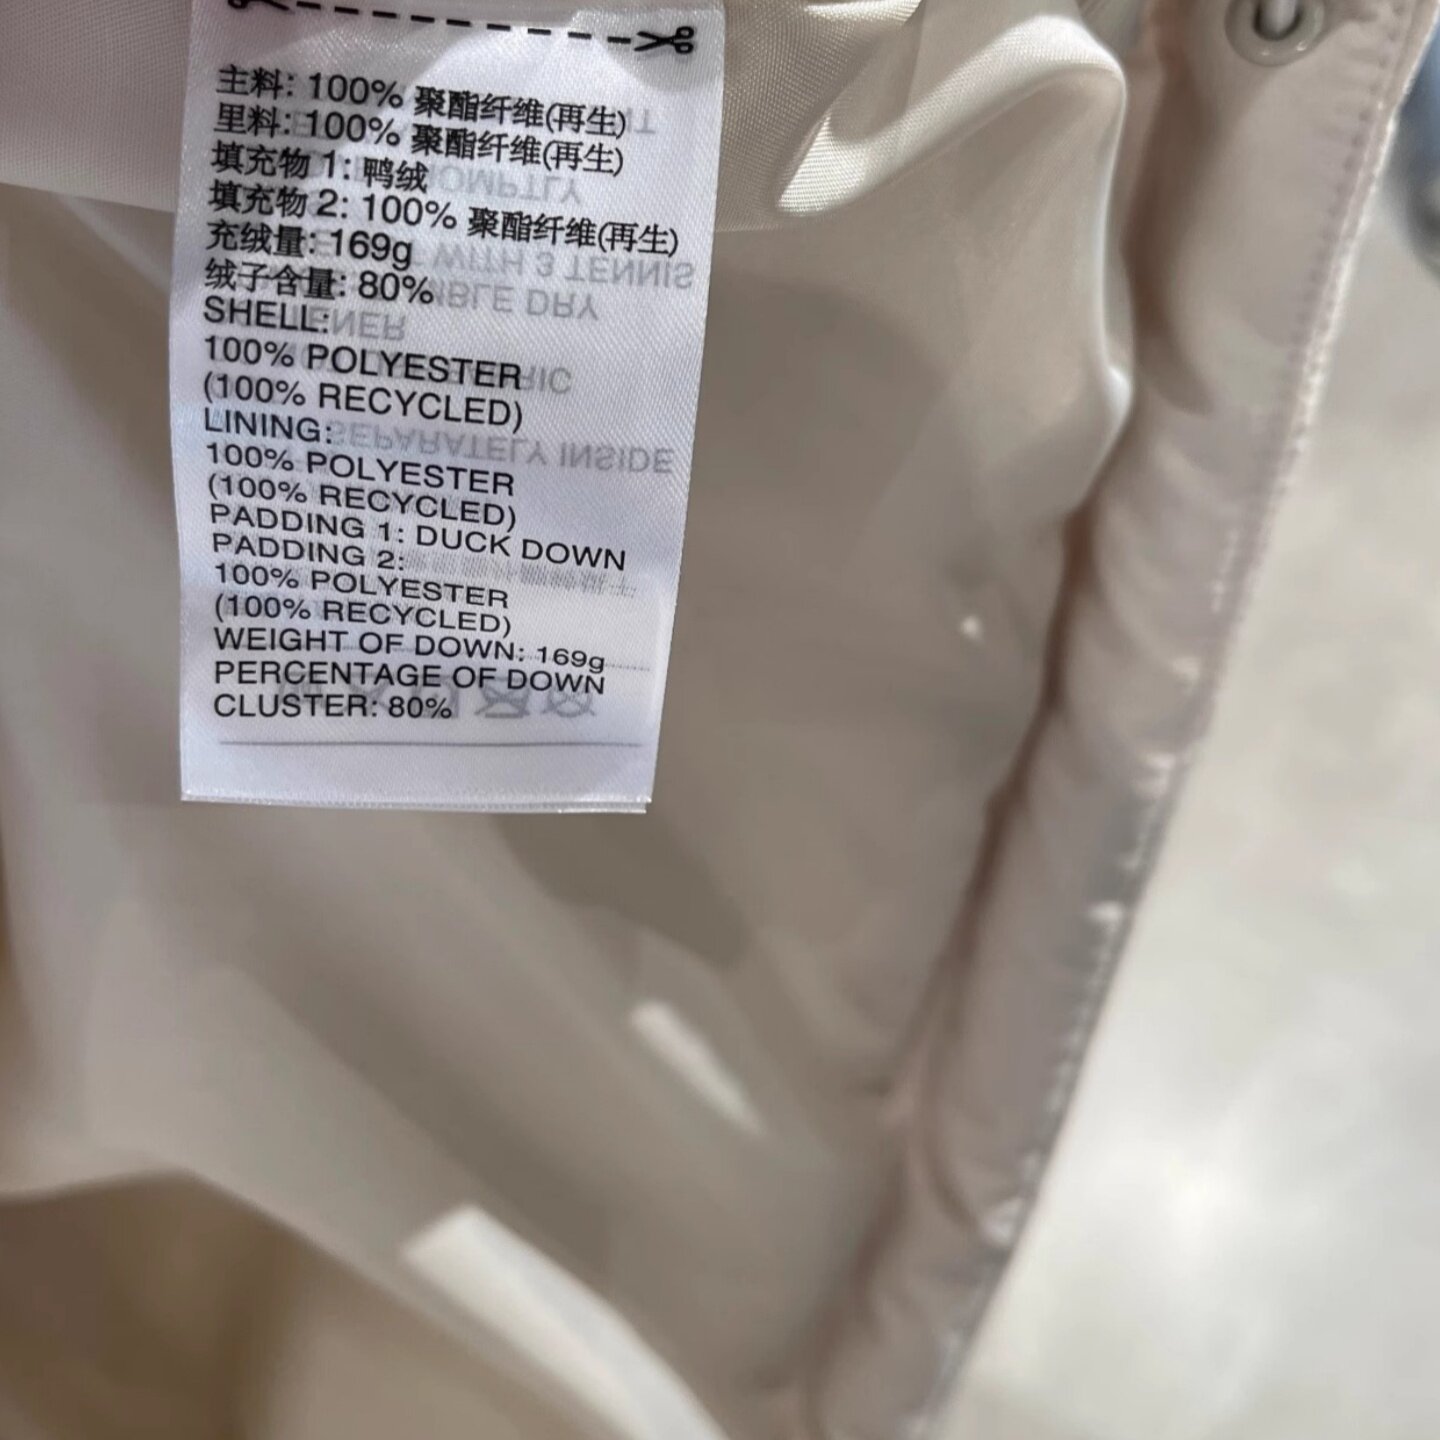 主料: 100% 聚酯纤维(再生)
里料: 100% 聚酯纤维(再生)
填充物 1: 鸭绒
填充物 2: 100% 聚酯纤维(再生)
充绒量: 169g
绒子含量: 80%
SHELL:
100% POLYESTER
(100% RECYCLED)
LINING:
100% POLYESTER
(100% RECYCLED)
PADDING 1: DUCK DOWN
PADDING 2:
100% POLYESTER
(100% RECYCLED)
WEIGHT OF DOWN: 169g
PERCENTAGE OF DOWN
CLUSTER: 80%